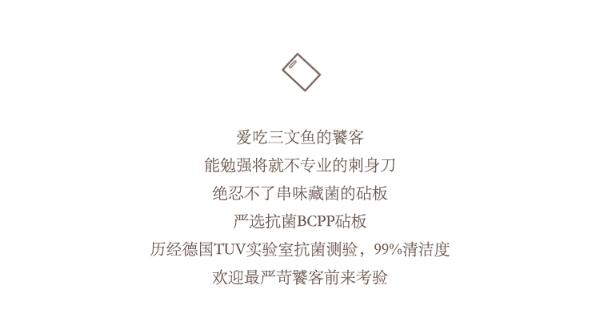 爱吃三文鱼的饕客
能勉强将就不专业的刺身刀
绝忍不了串味藏菌的砧板
严选抗菌BCPP砧板
历经德国TUV实验室抗菌测验，99%清洁度
欢迎最严苛饕客前来考验